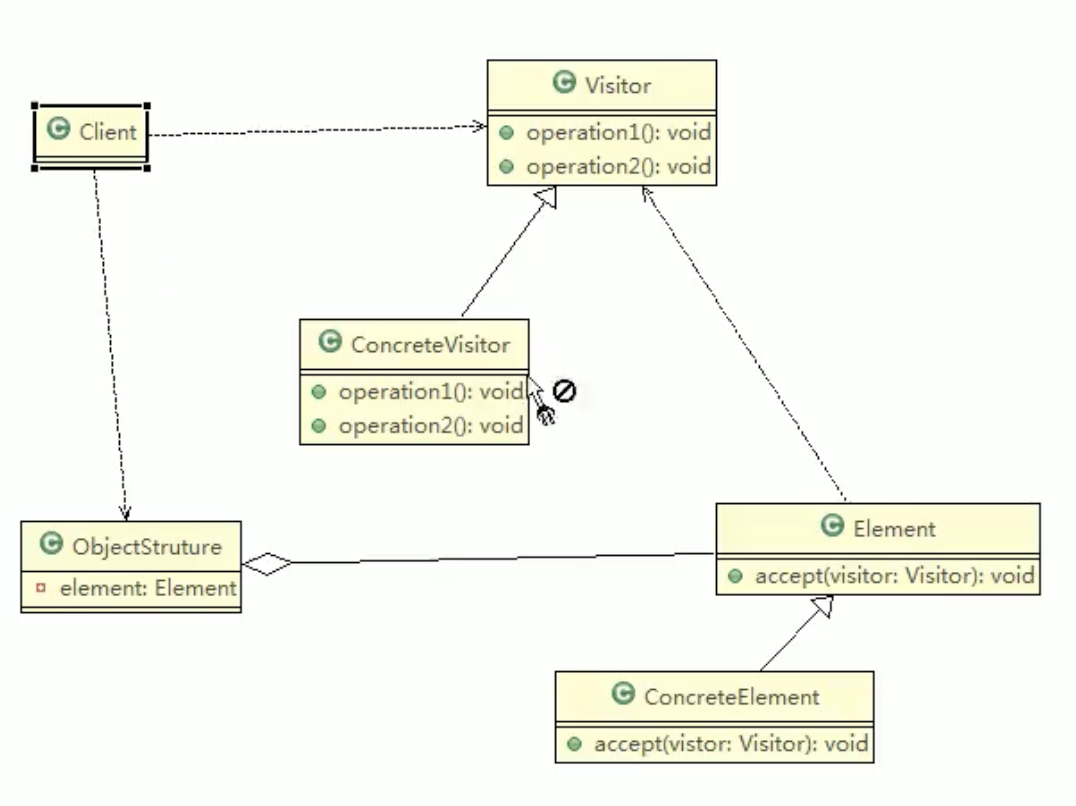 Client
Visitor
operation1(): void
operation2(): void
ConcreteVisitor
operation1(): void
operation2(): void
ObjectStruture
element: Element
Element
accept(visitor: Visitor): void
ConcreteElement
accept(vistor: Visitor): void